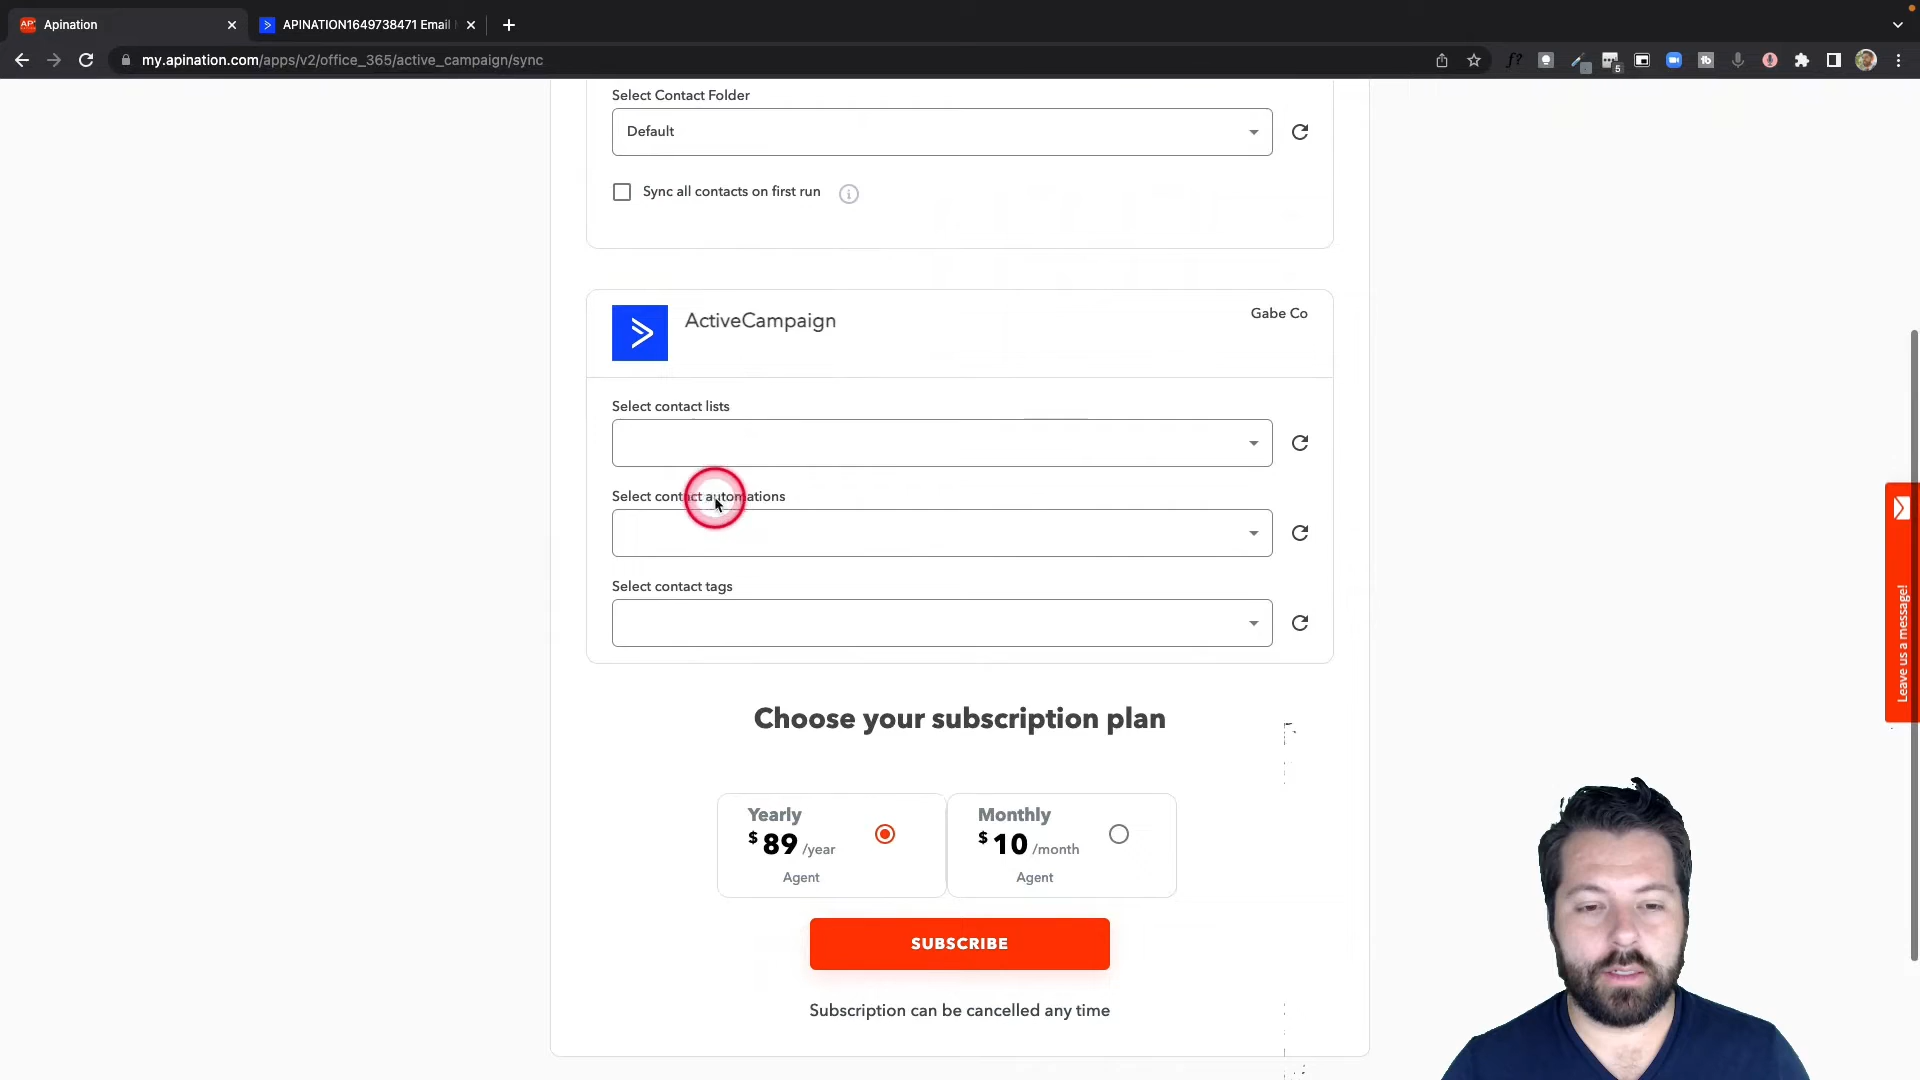 Apination
APINATION1649738471 Email
my.apination.com/apps/v2/office_365/active_campaign/sync
5
Select Contact Folder
Default
Sync all contacts on first run
ActiveCampaign
Gabe Co
Select contact lists
Select contact automations
Select contact tags
Choose your subscription plan
Yearly
$ 89 /year
Agent
Monthly
$ 10 /month
Agent
SUBSCRIBE
Subscription can be cancelled any time
Leave us a message!